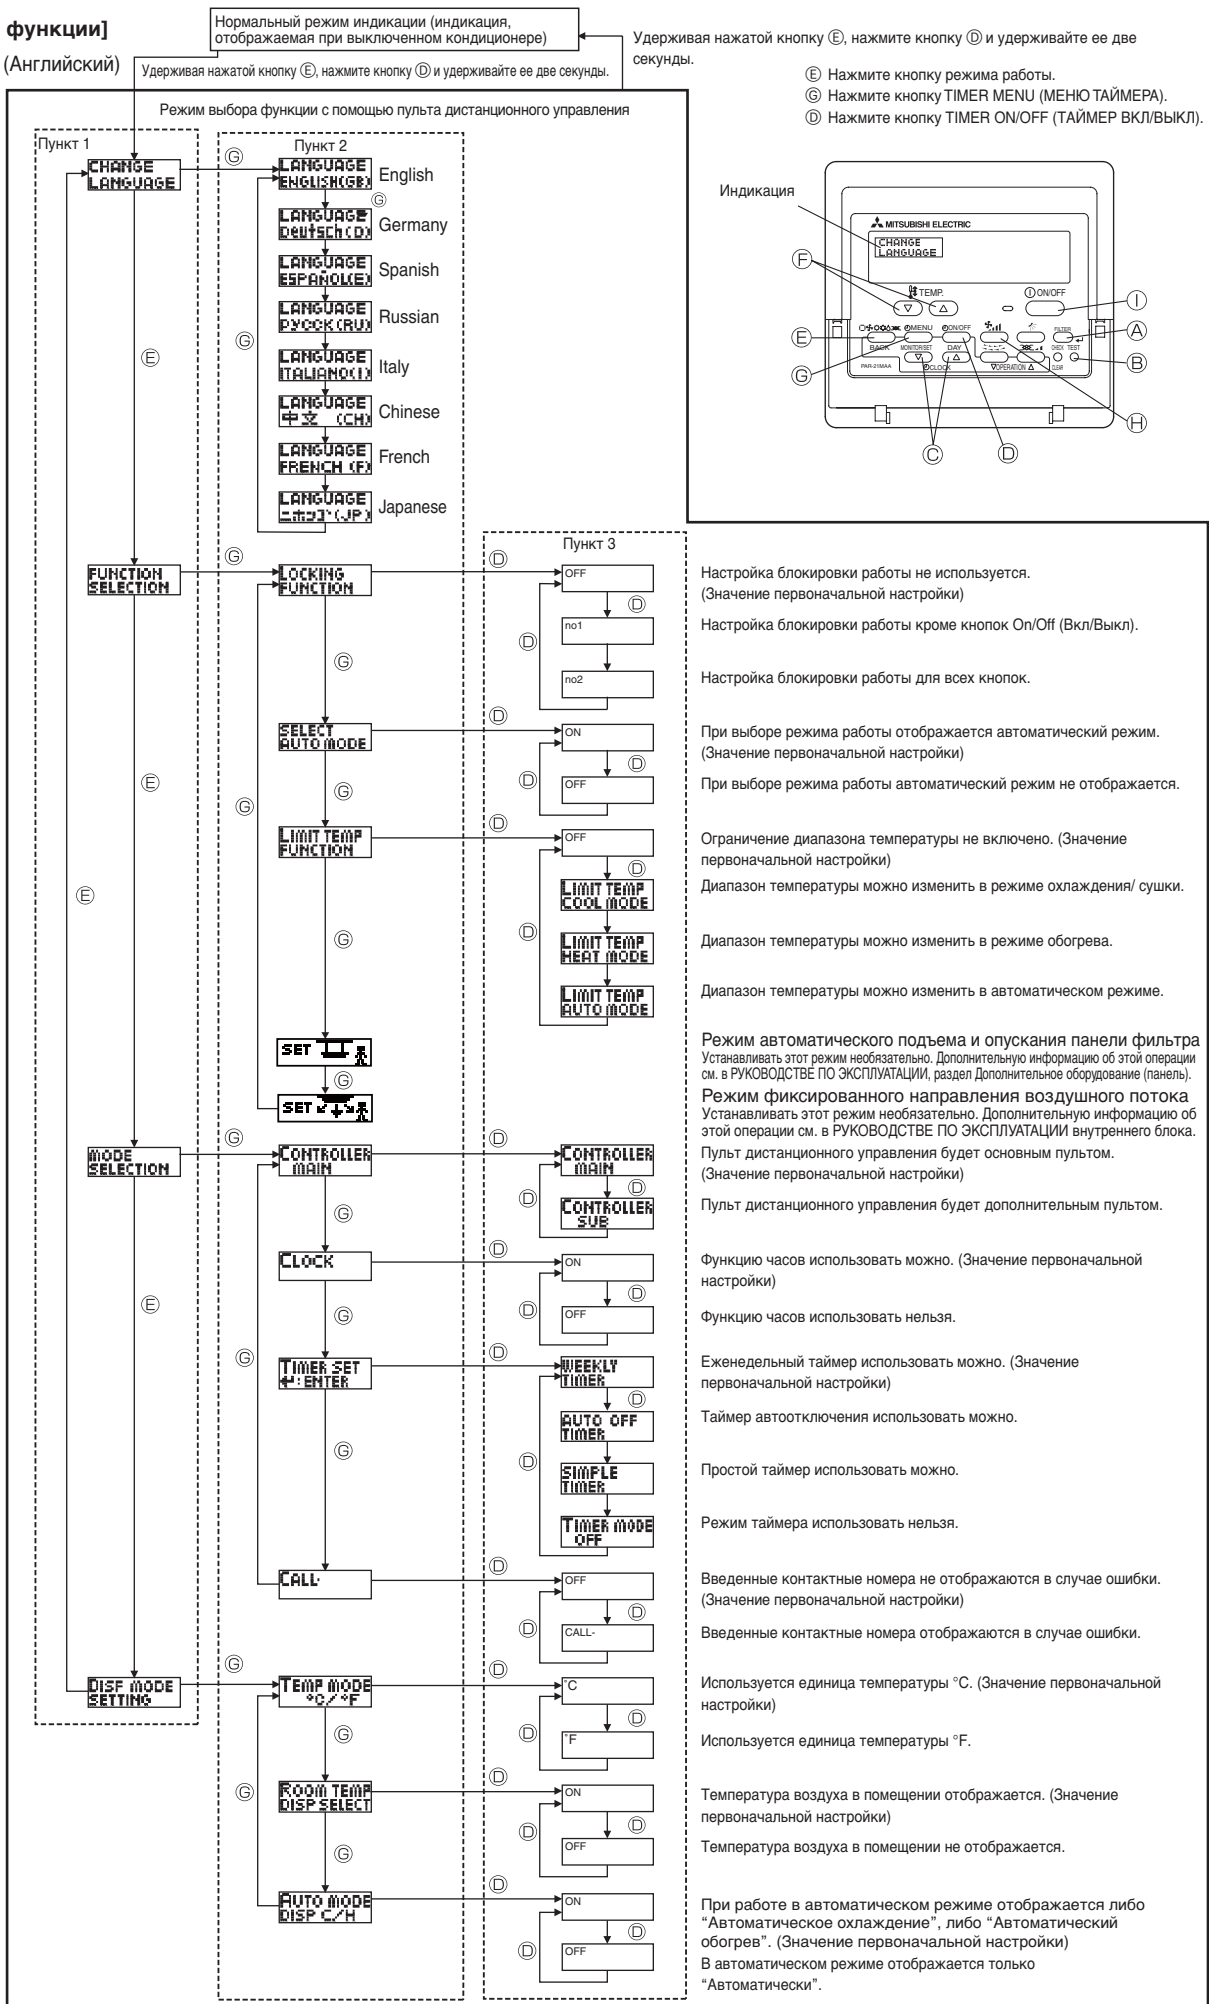 функции]
(Английский)
Нормальный режим индикации (индикация,
отображаемая при выключенном кондиционере)
Удерживая нажатой кнопку Ⓔ, нажмите кнопку Ⓓ и удерживайте ее две секунды.
Удерживая нажатой кнопку Ⓔ, нажмите кнопку Ⓓ и удерживайте ее две
секунды.
Ⓔ Нажмите кнопку режима работы.
Ⓖ Нажмите кнопку TIMER MENU (МЕНЮ ТАЙМЕРА).
Ⓓ Нажмите кнопку TIMER ON/OFF (ТАЙМЕР ВКЛ/ВЫКЛ).
Режим выбора функции с помощью пульта дистанционного управления
Индикация
MITSUBISHI ELECTRIC
CHANGE
LANGUAGE
TEMP.
ON/OFF
MENU
ON/OFF
FILTER
BACK
MONITOR/SET
DAY
CHECK
TEST
PAR-21MAA
CLOCK
OPERATION
CLEAR
Ⓕ
Ⓔ
Ⓖ
Ⓒ
Ⓓ
Ⓘ
Ⓐ
Ⓑ
Ⓗ
Пункт 1
Пункт 2
CHANGE
LANGUAGE
Ⓖ
LANGUAGE
ENGLISH(GB)
English
Ⓖ
LANGUAGE
Deutsch(D)
Germany
LANGUAGE
ESPAÑOL(E)
Spanish
LANGUAGE
РУССК(RU)
Russian
Ⓖ
Ⓔ
LANGUAGE
ITALIANO(I)
Italy
LANGUAGE
中文 (CH)
Chinese
LANGUAGE
FRENCH (F)
French
LANGUAGE
ニホンゴ(JP)
Japanese
Пункт 3
FUNCTION
SELECTION
Ⓖ
LOCKING
FUNCTION
Ⓓ
OFF
Настройка блокировки работы не используется.
(Значение первоначальной настройки)
Ⓓ
Ⓓ
no1
Настройка блокировки работы кроме кнопок On/Off (Вкл/Выкл).
Ⓖ
no2
Настройка блокировки работы для всех кнопок.
SELECT
AUTO MODE
Ⓓ
ON
При выборе режима работы отображается автоматический режим.
(Значение первоначальной настройки)
Ⓓ
Ⓔ
Ⓖ
Ⓖ
Ⓓ
OFF
При выборе режима работы автоматический режим не отображается.
LIMIT TEMP
FUNCTION
Ⓓ
OFF
Ограничение диапазона температуры не включено. (Значение
первоначальной настройки)
Ⓓ
Ⓔ
LIMIT TEMP
COOL MODE
Диапазон температуры можно изменить в режиме охлаждения/ сушки.
Ⓖ
Ⓓ
LIMIT TEMP
HEAT MODE
Диапазон температуры можно изменить в режиме обогрева.
LIMIT TEMP
AUTO MODE
Диапазон температуры можно изменить в автоматическом режиме.
SET
Режим автоматического подъема и опускания панели фильтра
Устанавливать этот режим необязательно. Дополнительную информацию об этой операции
см. в РУКОВОДСТВЕ ПО ЭКСПЛУАТАЦИИ, раздел Дополнительное оборудование (панель).
Ⓖ
SET
Режим фиксированного направления воздушного потока
Устанавливать этот режим необязательно. Дополнительную информацию об
этой операции см. в РУКОВОДСТВЕ ПО ЭКСПЛУАТАЦИИ внутреннего блока.
MODE
SELECTION
Ⓖ
CONTROLLER
MAIN
Ⓓ
CONTROLLER
MAIN
Пульт дистанционного управления будет основным пультом.
(Значение первоначальной настройки)
Ⓓ
Ⓖ
Ⓓ
CONTROLLER
SUB
Пульт дистанционного управления будет дополнительным пультом.
CLOCK
Ⓓ
ON
Функцию часов использовать можно. (Значение первоначальной
настройки)
Ⓓ
Ⓔ
Ⓖ
Ⓓ
OFF
Функцию часов использовать нельзя.
Ⓖ
TIMER SET
↵:ENTER
Ⓓ
WEEKLY
TIMER
Еженедельный таймер использовать можно. (Значение
первоначальной настройки)
Ⓓ
AUTO OFF
TIMER
Таймер автоотключения использовать можно.
Ⓖ
Ⓓ
SIMPLE
TIMER
Простой таймер использовать можно.
TIMER MODE
OFF
Режим таймера использовать нельзя.
CALL-
Ⓓ
OFF
Введенные контактные номера не отображаются в случае ошибки.
(Значение первоначальной настройки)
Ⓓ
Ⓓ
CALL-
Введенные контактные номера отображаются в случае ошибки.
DISP MODE
SETTING
Ⓖ
TEMP MODE
°C/°F
Ⓓ
°C
Используется единица температуры °C. (Значение первоначальной
настройки)
Ⓓ
Ⓖ
Ⓓ
°F
Используется единица температуры °F.
Ⓖ
ROOM TEMP
DISP SELECT
Ⓓ
ON
Температура воздуха в помещении отображается. (Значение
первоначальной настройки)
Ⓓ
Ⓖ
Ⓓ
OFF
Температура воздуха в помещении не отображается.
AUTO MODE
DISP C/H
Ⓓ
ON
При работе в автоматическом режиме отображается либо
“Автоматическое охлаждение”, либо “Автоматический
обогрев”. (Значение первоначальной настройки)
Ⓓ
Ⓓ
OFF
В автоматическом режиме отображается только
“Автоматически”.